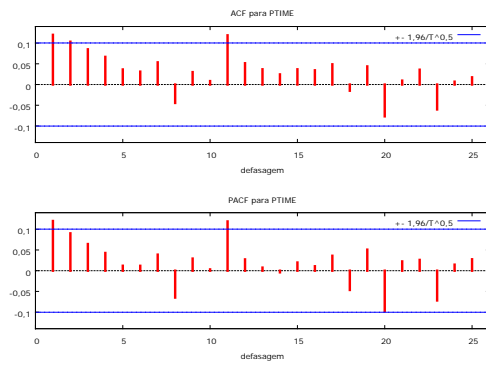 ACF para PTIME
+- 1,96/T^0,5
0,1
0,05
0
-0,05
-0,1
0 5 10 15 20 25
defasagem
PACF para PTIME
+- 1,96/T^0,5
0,1
0,05
0
-0,05
-0,1
0 5 10 15 20 25
defasagem